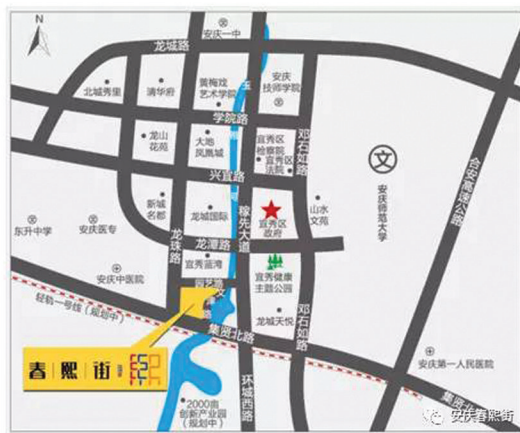 安庆一中
龙城路
玉
北城秀里
清华府
黄梅戏
艺术学院
安庆
技师学院
学院路
龙山
花苑
大地
凤凰城
宜秀区
检察院
宜秀区
法院
邓石如路
文
安庆师范大学
合安高速公路
兴宜路
河
新城
名都
龙城国际
稼先大道
宜秀区
政府
山水
文苑
东升中学
安庆医专
龙珠路
龙潭路
宜秀蓝湾
宜秀健康
主题公园
安庆中医院
轻轨一号线(规划中)
集贤北路
龙城天悦
邓石如路
春熙街
环城西路
2000亩
创新产业园
(规划中)
安庆第一人民医院
集贤北
安庆春熙街